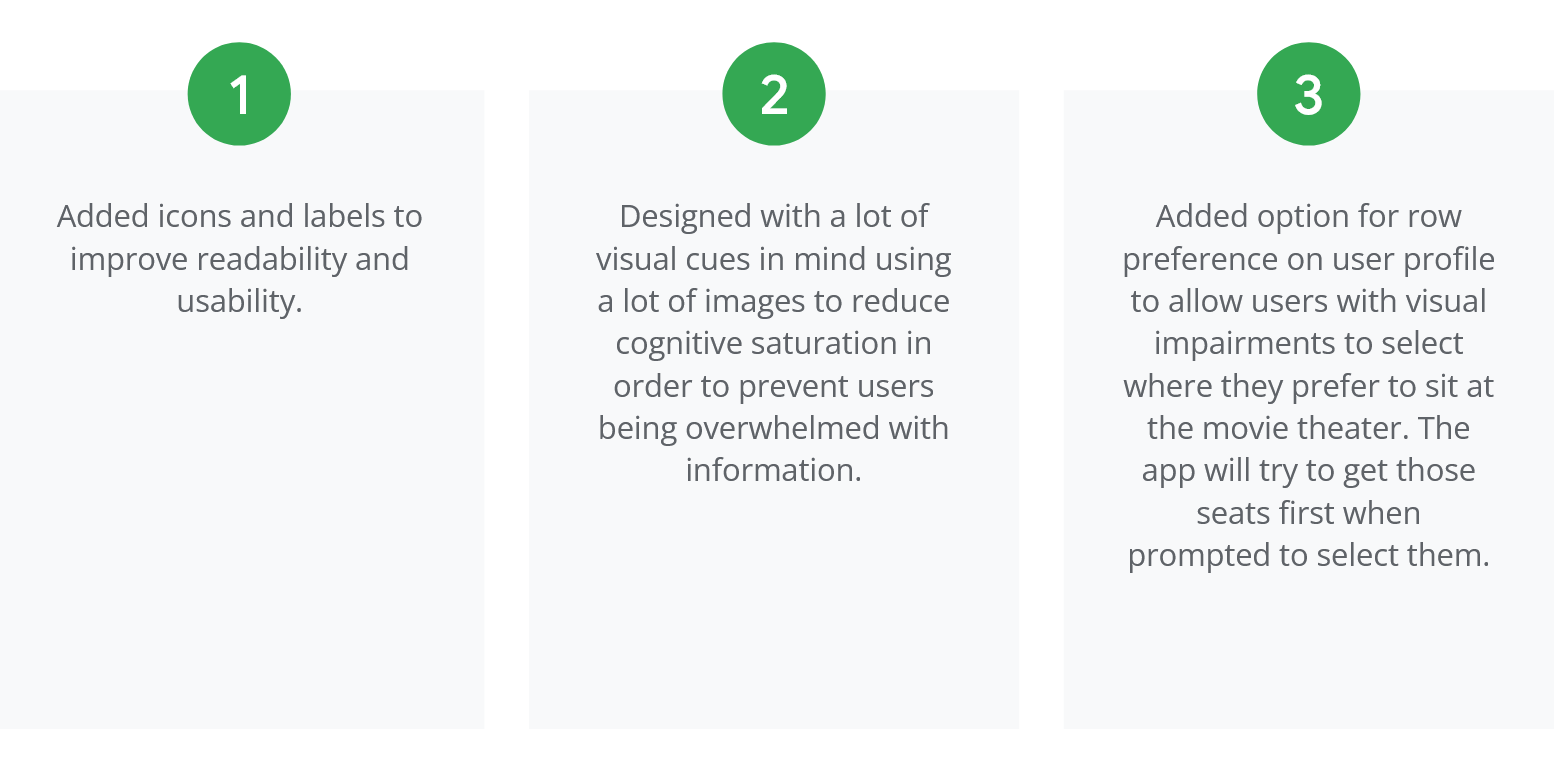 1
Added icons and labels to
improve readability and
usability.
2
Designed with a lot of
visual cues in mind using
a lot of images to reduce
cognitive saturation in
order to prevent users
being overwhelmed with
information.
3
Added option for row
preference on user profile
to allow users with visual
impairments to select
where they prefer to sit at
the movie theater. The
app will try to get those
seats first when
prompted to select them.